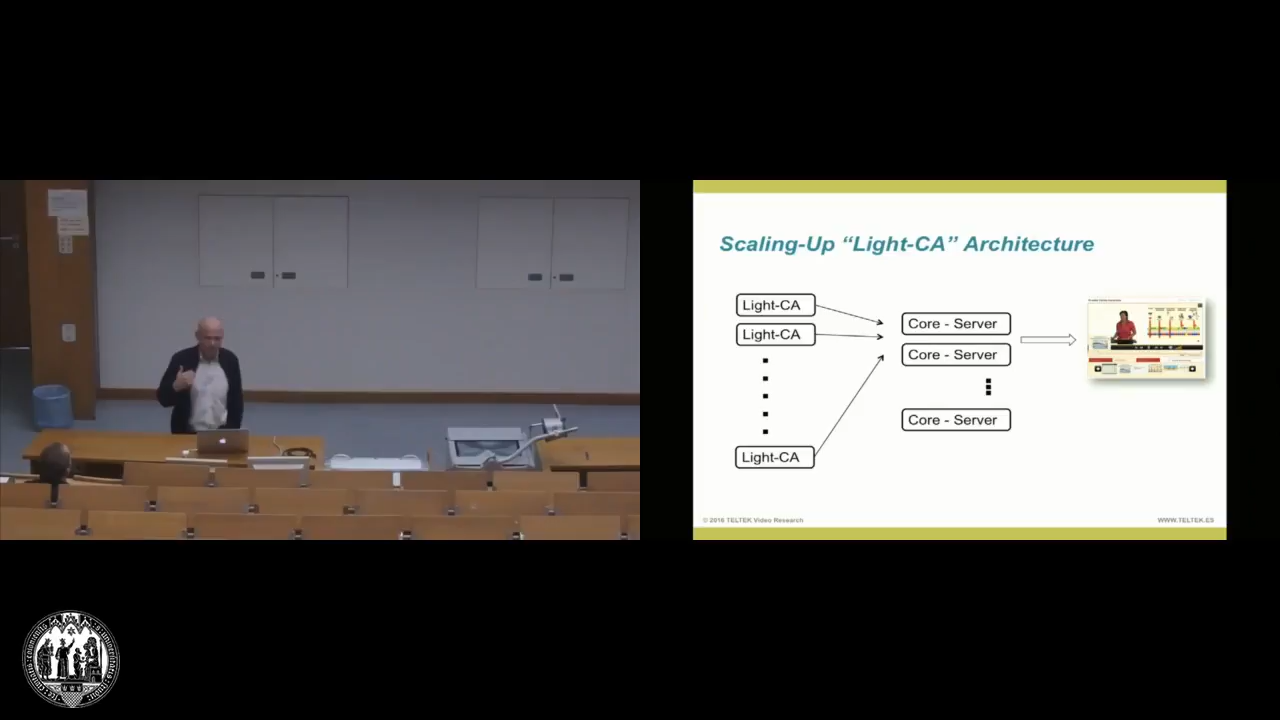 Scaling-Up “Light-CA” Architecture
Light-CA
Light-CA
Light-CA
Core - Server
Core - Server
Core - Server
© 2016 TELTEK Video Research
WWW.TELTEK.ES